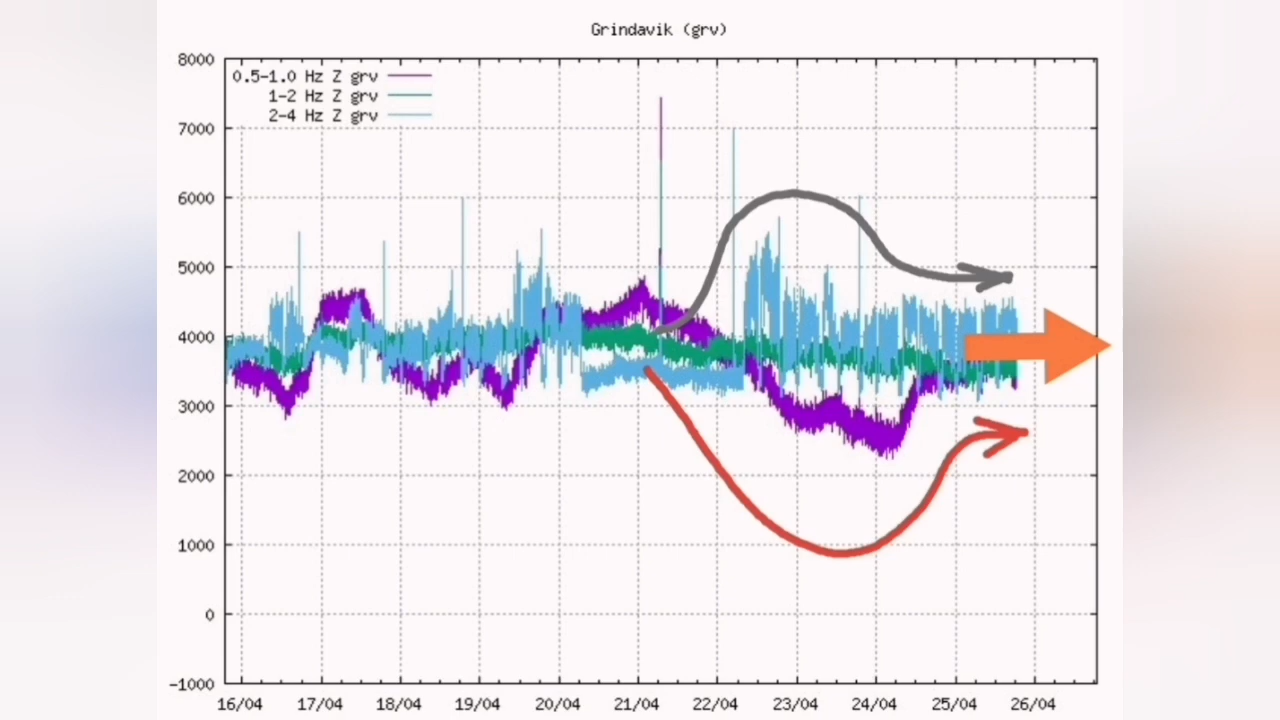 Grindavik (grv)
8000
0.5-1.0 Hz Z grv
1-2 Hz Z grv
2-4 Hz Z grv
7000
6000
5000
4000
3000
2000
1000
0
-1000
16/04 17/04 18/04 19/04 20/04 21/04 22/04 23/04 24/04 25/04 26/04